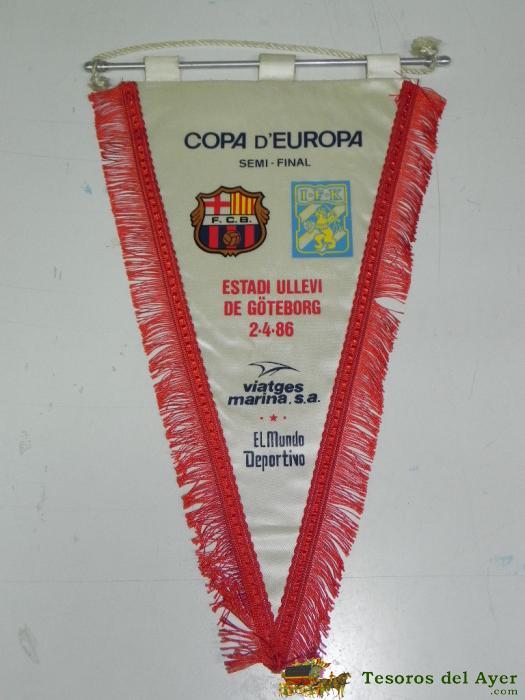 COPA D'EUROPA
SEMI-FINAL
F.C.B.
I.F.K
ESTADI ULLEVI
DE GÖTEBORG
2·4·86
viatges
marina, s.a.
EL Mundo
Deportivo
Tesoros del Ayer
.com